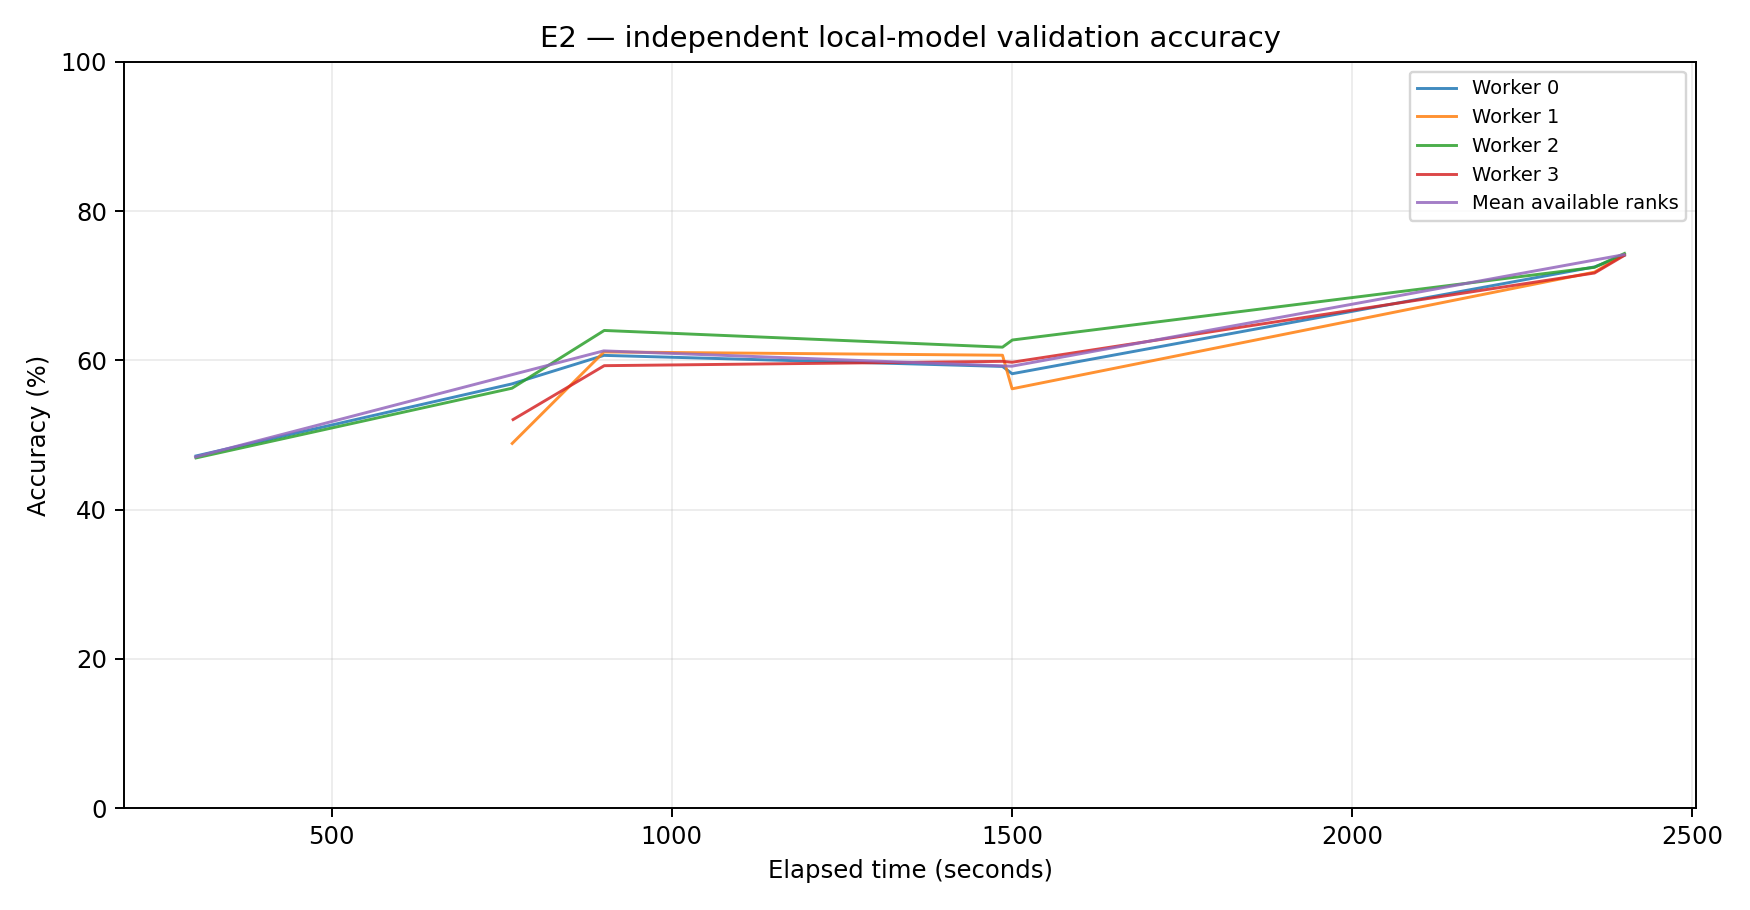 E2 — independent local-model validation accuracy
100
80
60
40
20
0
Accuracy (%)
500
1000
1500
2000
2500
Elapsed time (seconds)
Worker 0
Worker 1
Worker 2
Worker 3
Mean available ranks